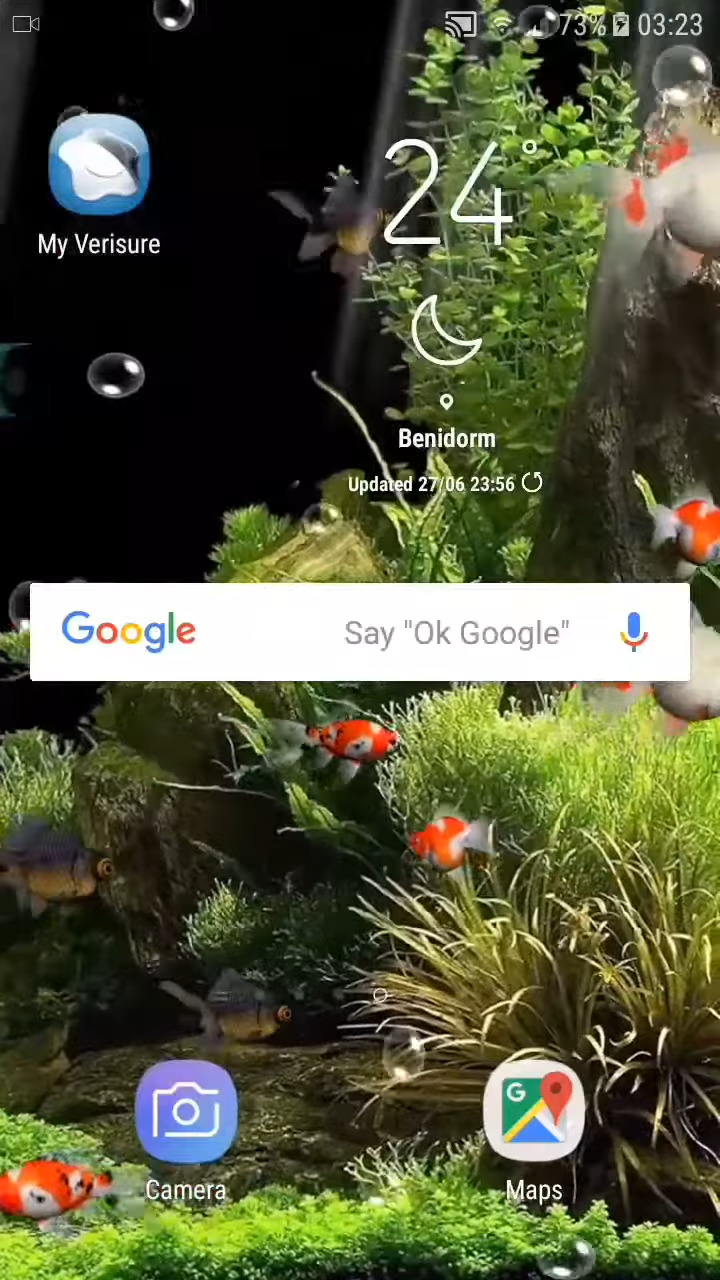 73% 03:23
24°
My Verisure
Benidorm
Updated 27/06 23:56
Google Say "Ok Google"
G
Camera
Maps